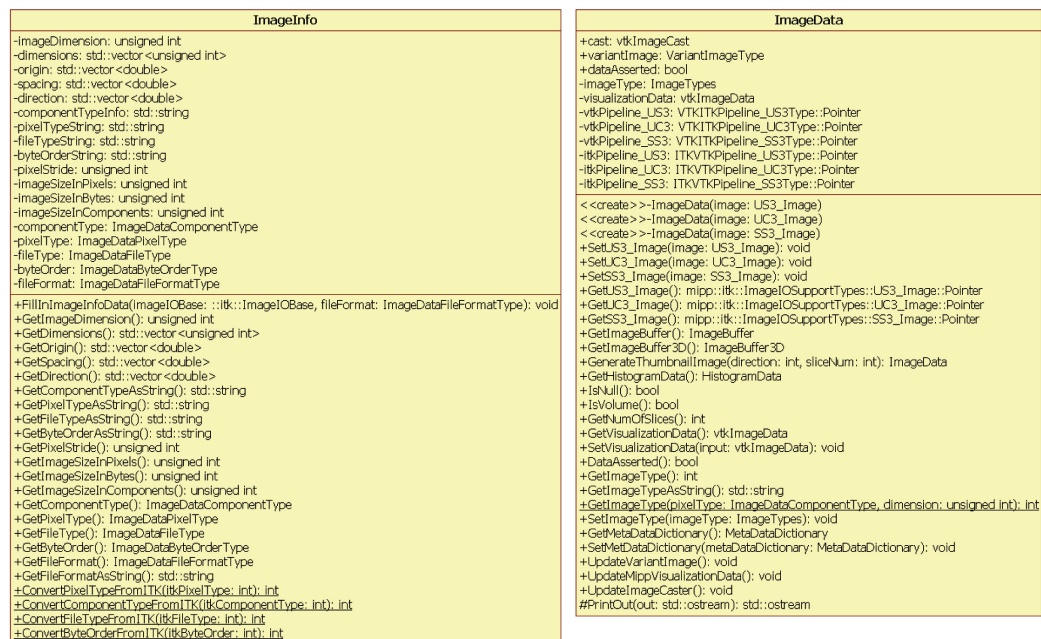 ImageInfo
-imageDimension: unsigned int
-dimensions: std::vector<unsigned int>
-origin: std::vector<double>
-spacing: std::vector<double>
-direction: std::vector<double>
-componentTypeInfo: std::string
-pixelTypeString: std::string
-fileTypeString: std::string
-byteOrderString: std::string
-pixelStride: unsigned int
-imageSizeInPixels: unsigned int
-imageSizeInBytes: unsigned int
-imageSizeInComponents: unsigned int
-componentType: ImageDataComponentType
-pixelType: ImageDataPixelType
-fileType: ImageDataFileType
-byteOrder: ImageDataByteOrderType
-fileFormat: ImageDataFileFormatType
+FillInImageInfoData(imageIOBase: ::itk::ImageIOBase, fileFormat: ImageDataFileFormatType): void
+GetImageDimension(): unsigned int
+GetDimensions(): std::vector<unsigned int>
+GetOrigin(): std::vector<double>
+GetSpacing(): std::vector<double>
+GetDirection(): std::vector<double>
+GetComponentTypeAsString(): std::string
+GetPixelTypeAsString(): std::string
+GetFileTypeAsString(): std::string
+GetByteOrderAsString(): std::string
+GetPixelStride(): unsigned int
+GetImageSizeInPixels(): unsigned int
+GetImageSizeInBytes(): unsigned int
+GetImageSizeInComponents(): unsigned int
+GetComponentType(): ImageDataComponentType
+GetPixelType(): ImageDataPixelType
+GetFileType(): ImageDataFileType
+GetByteOrder(): ImageDataByteOrderType
+GetFileFormat(): ImageDataFileFormatType
+GetFileFormatAsString(): std::string
+ConvertPixelTypeFromITK(itkPixelType: int): int
+ConvertComponentTypeFromITK(itkComponentType: int): int
+ConvertFileTypeFromITK(itkFileType: int): int
+ConvertByteOrderFromITK(itkByteOrder: int): int
ImageData
+cast: vtkImageCast
+variantImage: VariantImageType
+dataAsserted: bool
-imageType: ImageTypes
-visualizationData: vtkImageData
-vtkPipeline_US3: VTKITKPipeline_US3Type::Pointer
-vtkPipeline_UC3: VTKITKPipeline_UC3Type::Pointer
-vtkPipeline_SS3: VTKITKPipeline_SS3Type::Pointer
-itkPipeline_US3: ITKVTKPipeline_US3Type::Pointer
-itkPipeline_UC3: ITKVTKPipeline_UC3Type::Pointer
-itkPipeline_SS3: ITKVTKPipeline_SS3Type::Pointer
<<create>>-ImageData(image: US3_Image)
<<create>>-ImageData(image: UC3_Image)
<<create>>-ImageData(image: SS3_Image)
+SetUS3_Image(image: US3_Image): void
+SetUC3_Image(image: UC3_Image): void
+SetSS3_Image(image: SS3_Image): void
+GetUS3_Image(): mipp::itk::ImageIOSupportTypes::US3_Image::Pointer
+GetUC3_Image(): mipp::itk::ImageIOSupportTypes::UC3_Image::Pointer
+GetSS3_Image(): mipp::itk::ImageIOSupportTypes::SS3_Image::Pointer
+GetImageBuffer(): ImageBuffer
+GetImageBuffer3D(): ImageBuffer3D
+GenerateThumbnailImage(direction: int, sliceNum: int): ImageData
+GetHistogramData(): HistogramData
+IsNull(): bool
+IsVolume(): bool
+GetNumOfSlices(): int
+GetVisualizationData(): vtkImageData
+SetVisualizationData(input: vtkImageData): void
+DataAsserted(): bool
+GetImageType(): int
+GetImageTypeAsString(): std::string
+GetImageType(pixelType: ImageDataComponentType, dimension: unsigned int): int
+SetImageType(imageType: ImageTypes): void
+GetMetaDataDictionary(): MetaDataDictionary
+SetMetDataDictionary(metaDataDictionary: MetaDataDictionary): void
+UpdateVariantImage(): void
+UpdateMippVisualizationData(): void
+UpdateImageCaster(): void
#PrintOut(out: std::ostream): std::ostream